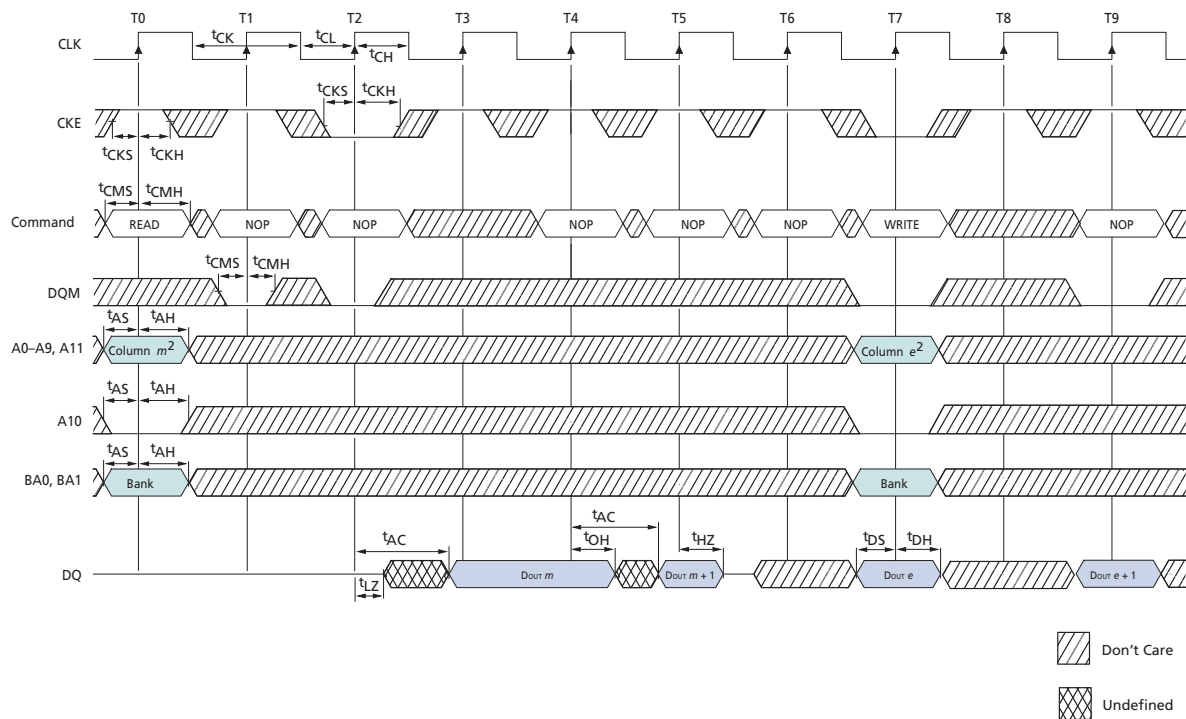 T0 T1 T2 T3 T4 T5 T6 T7 T8 T9
CLK
tCK tCL
tCH
tCKS tCKH
CKE
tCKS tCKH
tCMS tCMH
Command READ NOP NOP NOP NOP NOP WRITE NOP
tCMS tCMH
DQM
tAS tAH
A0–A9, A11 Column m2 Column e2
tAS tAH
A10
tAS tAH
BA0, BA1 Bank Bank
tAC
tAC tOH tHZ tDS tDH
DQ DOUT m DOUT m + 1 DOUT e DOUT e + 1
tLZ
Don't Care
Undefined